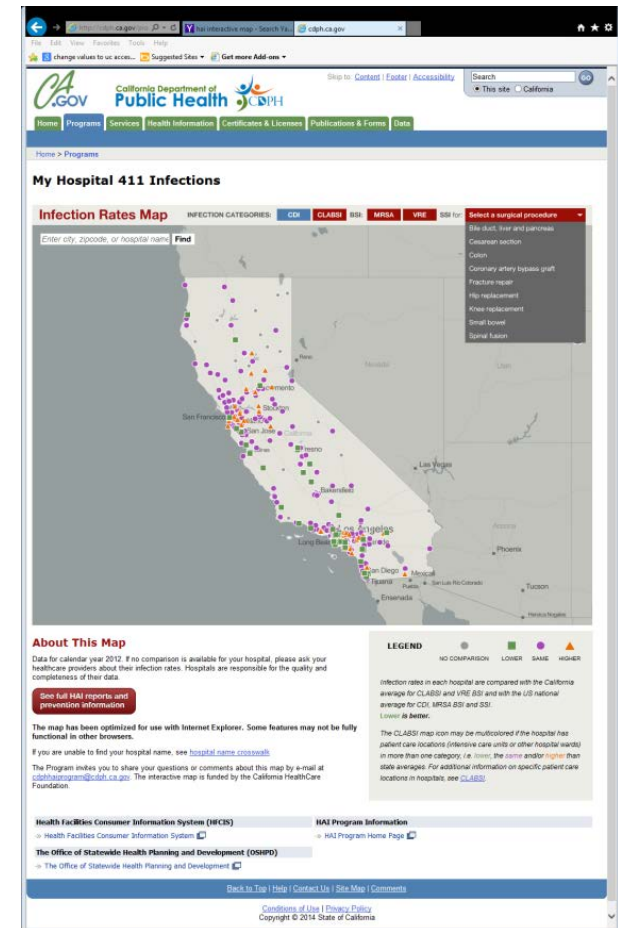 hai interactive map - Search Ya...
cdph.ca.gov
File Edit View Favorites Tools Help
change values to uc acces... Suggested Sites Get more Add-ons
CA.GOV
California Department of
Public Health
CDPH
Skip to: Content | Footer | Accessibility
Search
GO
This site California
Home Programs Services Health Information Certificates & Licenses Publications & Forms Data
Home > Programs
My Hospital 411 Infections
Infection Rates Map INFECTION CATEGORIES: CDI CLABSI BSI: MRSA VRE SSI for: Select a surgical procedure
Enter city, zipcode, or hospital name Find
Bile duct, liver and pancreas
Cesarean section
Colon
Coronary artery bypass graft
Fracture repair
Hip replacement
Knee replacement
Small bowel
Spinal fusion
Reno
Nevada
Utah
Sacramento
Stockton
San Francisco
San Jose
California
Fresno
Las Vegas
Bakersfield
Los Angeles
Arizona
Long Beach
Phoenix
San Diego
Mexicali
Tijuana
San Luis Rio Colorado
Tucson
Ensenada
Heroica Nogales
About This Map
Data for calendar year 2012. If no comparison is available for your hospital, please ask your
healthcare providers about their infection rates. Hospitals are responsible for the quality and
completeness of their data.
See full HAI reports and
prevention information
The map has been optimized for use with Internet Explorer. Some features may not be fully
functional in other browsers.
If you are unable to find your hospital name, see hospital name crosswalk.
The Program invites you to share your questions or comments about this map by e-mail at
cdphhaiprogram@cdph.ca.gov. The interactive map is funded by the California HealthCare
Foundation.
LEGEND
NO COMPARISON LOWER SAME HIGHER
Infection rates in each hospital are compared with the California
average for CLABSI and VRE BSI and with the US national
average for CDI, MRSA BSI and SSI.
Lower is better.
The CLABSI map icon may be multicolored if the hospital has
patient care locations (intensive care units or other hospital wards)
in more than one category, i.e. lower, the same and/or higher than
state averages. For additional information on specific patient care
locations in hospitals, see CLABSI.
Health Facilities Consumer Information System (HFCIS)
Health Facilities Consumer Information System
The Office of Statewide Health Planning and Development (OSHPD)
The Office of Statewide Health Planning and Development
HAI Program Information
HAI Program Home Page
Back to Top | Help | Contact Us | Site Map | Comments
Conditions of Use | Privacy Policy
Copyright © 2014 State of California